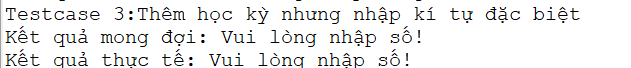 Testcase 3:Thêm học kỳ nhưng nhập kí tự đặc biệt
Kết quả mong đợi: Vui lòng nhập số!
Kết quả thực tế: Vui lòng nhập số!